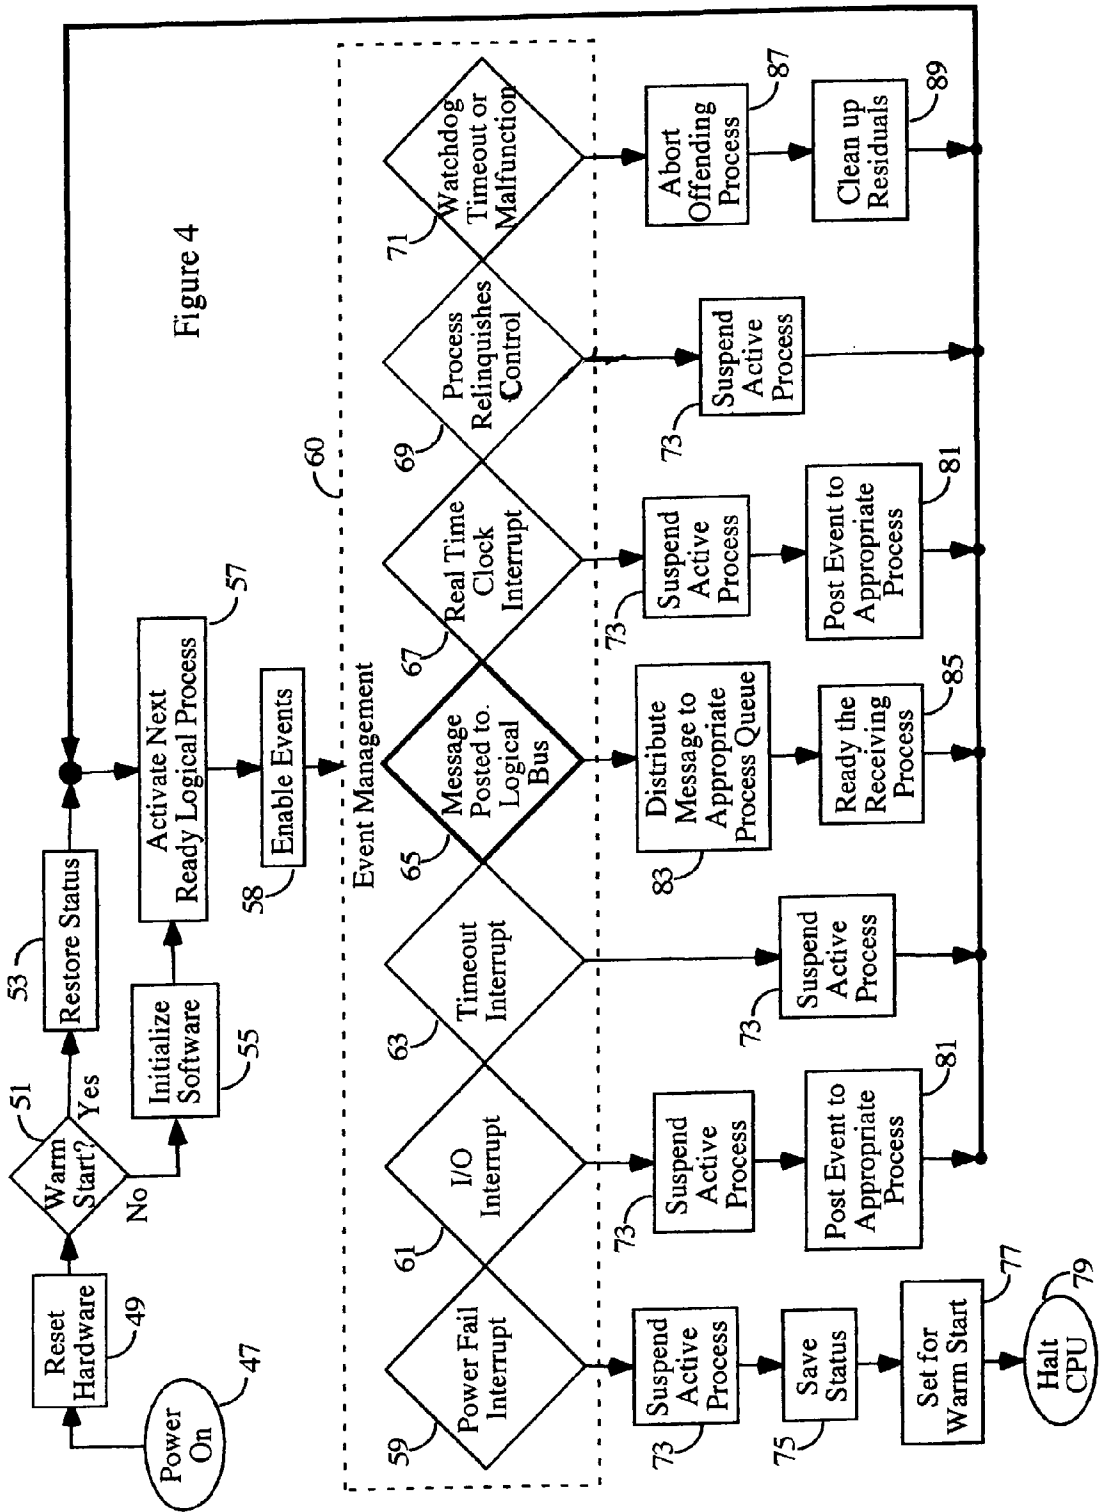 Figure 4
Power
On
47
Reset
Hardware
49
Warm
Start?
51
Yes
No
Restore Status
53
Initialize
Software
55
Activate Next
Ready Logical Process
57
Enable Events
58
Event Management
60
Power Fail
Interrupt
59
I/O
Interrupt
61
Timeout
Interrupt
63
Message
Posted to.
Logical
Bus
65
Real Time
Clock
Interrupt
67
Process
Relinquishes
Control
69
Watchdog
Timeout or
Malfunction
71
Suspend
Active
Process
73
Save
Status
75
Set for
Warm Start
77
Halt
CPU
79
Suspend
Active
Process
73
Post Event to
Appropriate
Process
81
Suspend
Active
Process
73
Distribute
Message to
Appropriate
Process Queue
83
Ready the
Receiving
Process
85
Suspend
Active
Process
73
Post Event to
Appropriate
Process
81
Suspend
Active
Process
73
Abort
Offending
Process
87
Clean up
Residuals
89